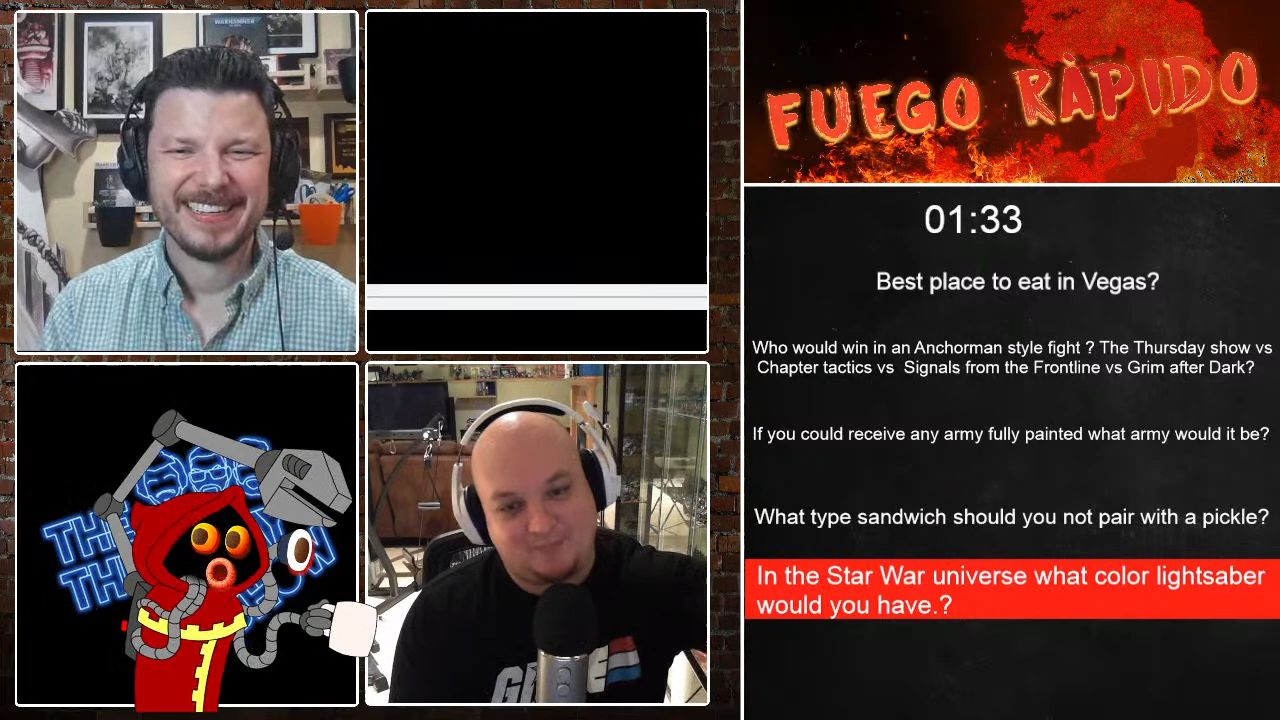 WARHAMMER
FUEGO RÀPIDO
01:33
Best place to eat in Vegas?
Who would win in an Anchorman style fight ? The Thursday show vs
Chapter tactics vs Signals from the Frontline vs Grim after Dark?
If you could receive any army fully painted what army would it be?
What type sandwich should you not pair with a pickle?
In the Star War universe what color lightsaber
would you have.?